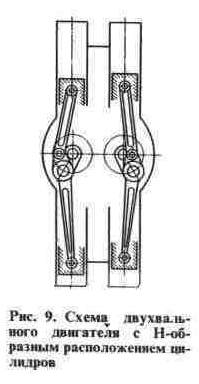 Рис. 9. Схема двухваль-
ного двигателя с Н-об-
разным расположением ци-
линдров